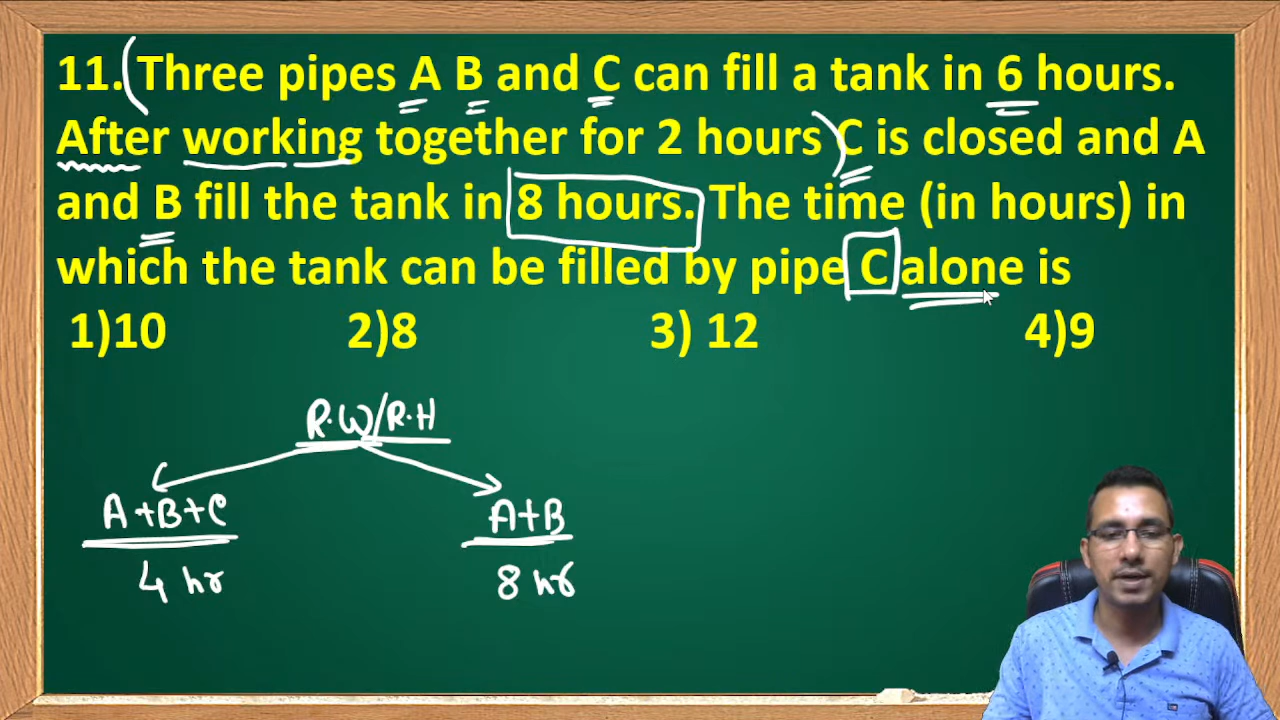 11. (Three pipes A B and C can fill a tank in 6 hours.
After working together for 2 hours ) C is closed and A
and B fill the tank in 8 hours. The time (in hours) in
which the tank can be filled by pipe C alone is
1)10 2)8 3) 12 4)9
R.W/R.H
A+B+C A+B
4 hr 8 hr